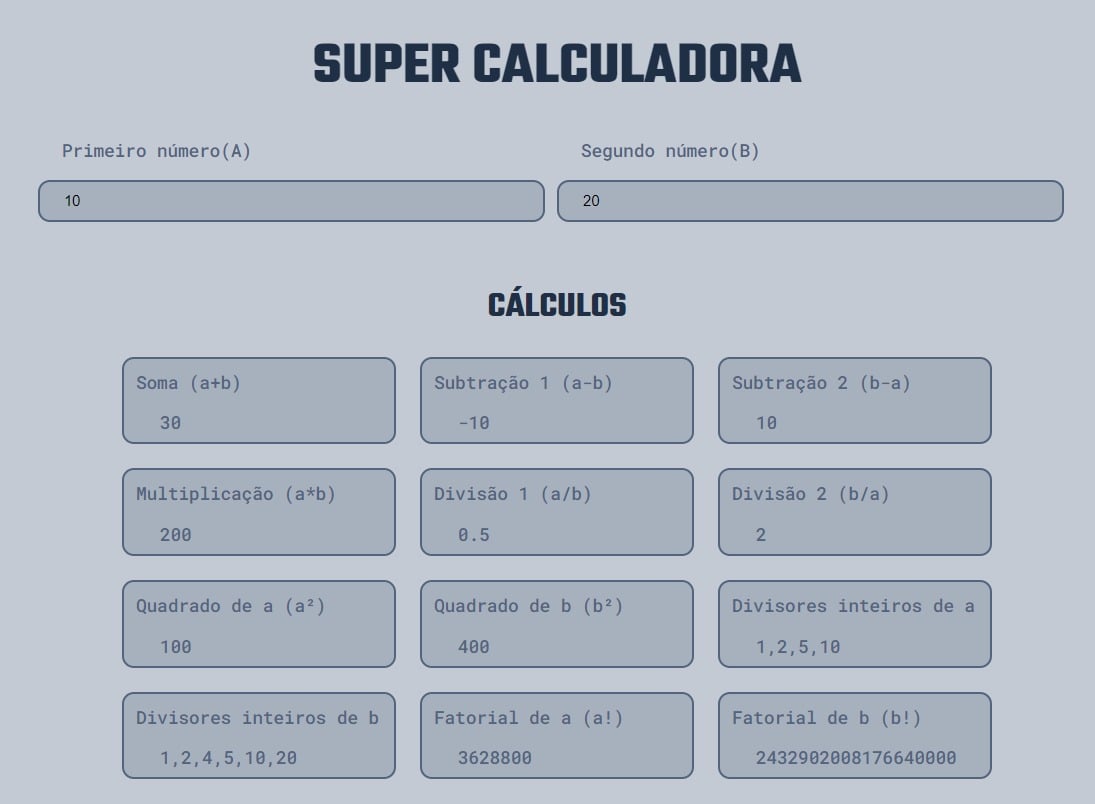 SUPER CALCULADORA
Primeiro número(A)
Segundo número(B)
10
20
CÁLCULOS
Soma (a+b)
30
Subtração 1 (a-b)
-10
Subtração 2 (b-a)
10
Multiplicação (a*b)
200
Divisão 1 (a/b)
0.5
Divisão 2 (b/a)
2
Quadrado de a (a²)
100
Quadrado de b (b²)
400
Divisores inteiros de a
1,2,5,10
Divisores inteiros de b
1,2,4,5,10,20
Fatorial de a (a!)
3628800
Fatorial de b (b!)
2432902008176640000